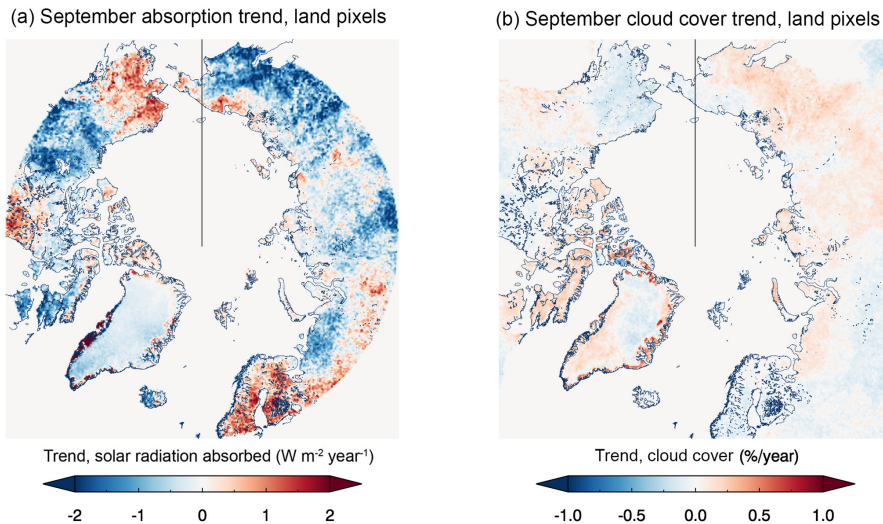 (a) September absorption trend, land pixels
(b) September cloud cover trend, land pixels
Trend, solar radiation absorbed (W m⁻² year⁻¹)
-2 -1 0 1 2
Trend, cloud cover (%/year)
-1.0 -0.5 0.0 0.5 1.0